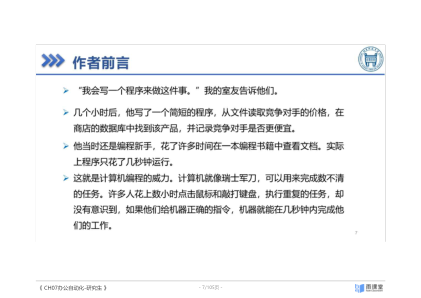 作者前言
“我会写一个程序来做这件事。”我的室友告诉他们。
几个小时后，他写了一个简短的程序，从文件读取竞争对手的价格，在
商店的数据库中找到该产品，并记录竞争对手是否更便宜。
他当时还是编程新手，花了许多时间在一本编程书籍中查看文档。实际
上程序只花了几秒钟运行。
这就是计算机编程的威力。计算机就像瑞士军刀，可以用来完成数不清
的任务。许多人花上数小时点击鼠标和敲打键盘，执行重复的任务，却
没有意识到，如果他们给机器正确的指令，机器就能在几秒钟内完成他
们的工作。
7
《 CH07办公自动化-研究生 》
雨课堂